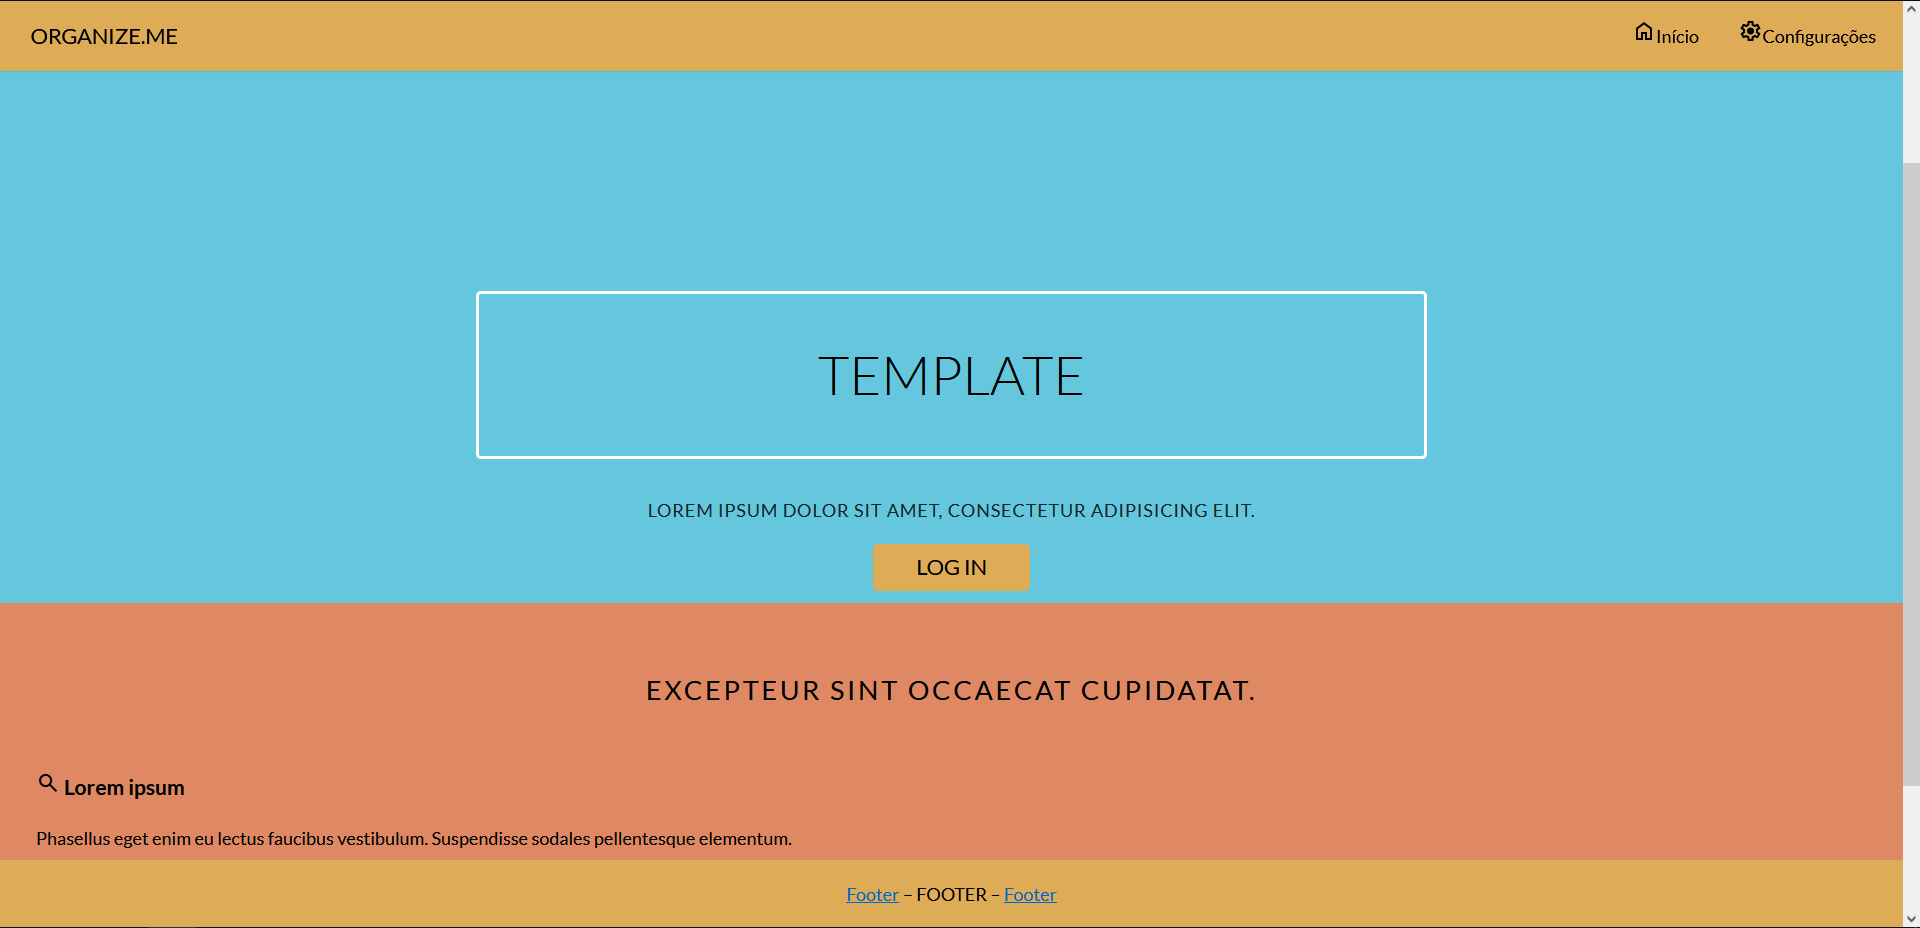 ORGANIZE.ME
Início Configurações
TEMPLATE
LOREM IPSUM DOLOR SIT AMET, CONSECTETUR ADIPISICING ELIT.
LOG IN
EXCEPTEUR SINT OCCAECAT CUPIDATAT.
Lorem ipsum
Phasellus eget enim eu lectus faucibus vestibulum. Suspendisse sodales pellentesque elementum.
Footer – FOOTER – Footer